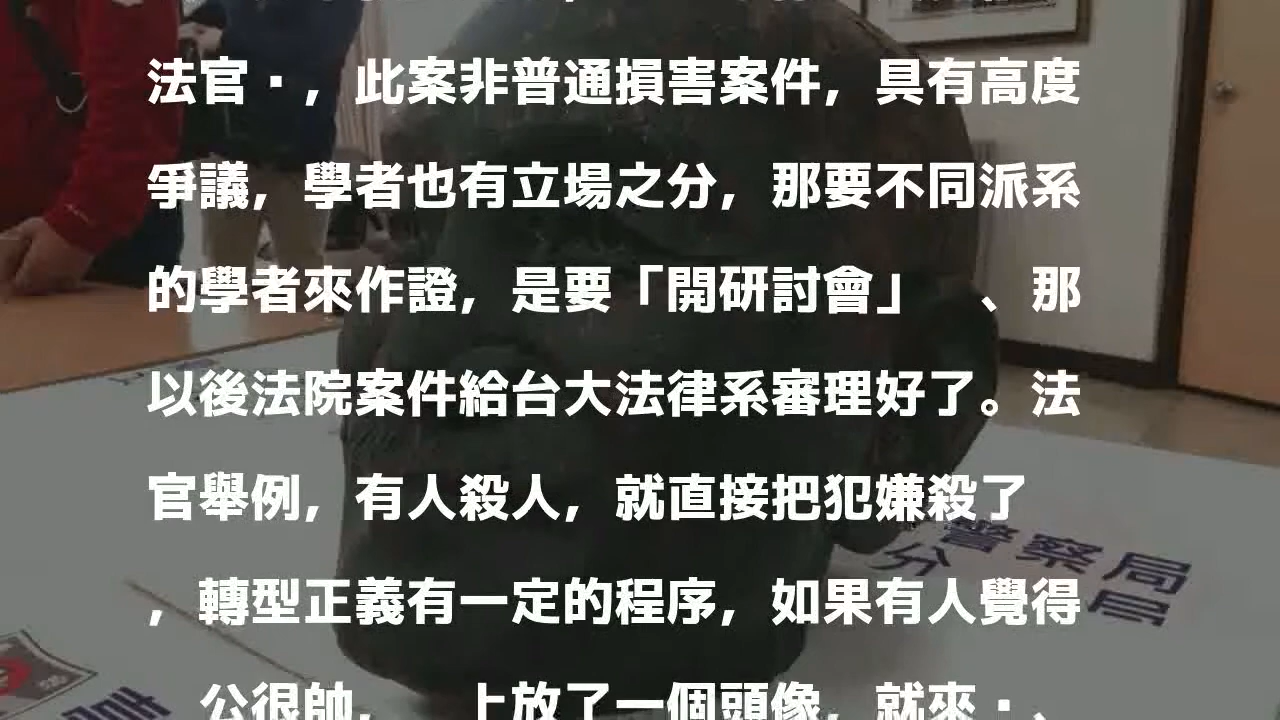 法官·，此案非普通損害案件，具有高度
爭議，學者也有立場之分，那要不同派系
的學者來作證，是要「開研討會」　、那
以後法院案件給台大法律系審理好了。法
官舉例，有人殺人，就直接把犯嫌殺了
，轉型正義有一定的程序，如果有人覺得
公很帥，　上放了一個頭像，就來·、
警察局
分　局